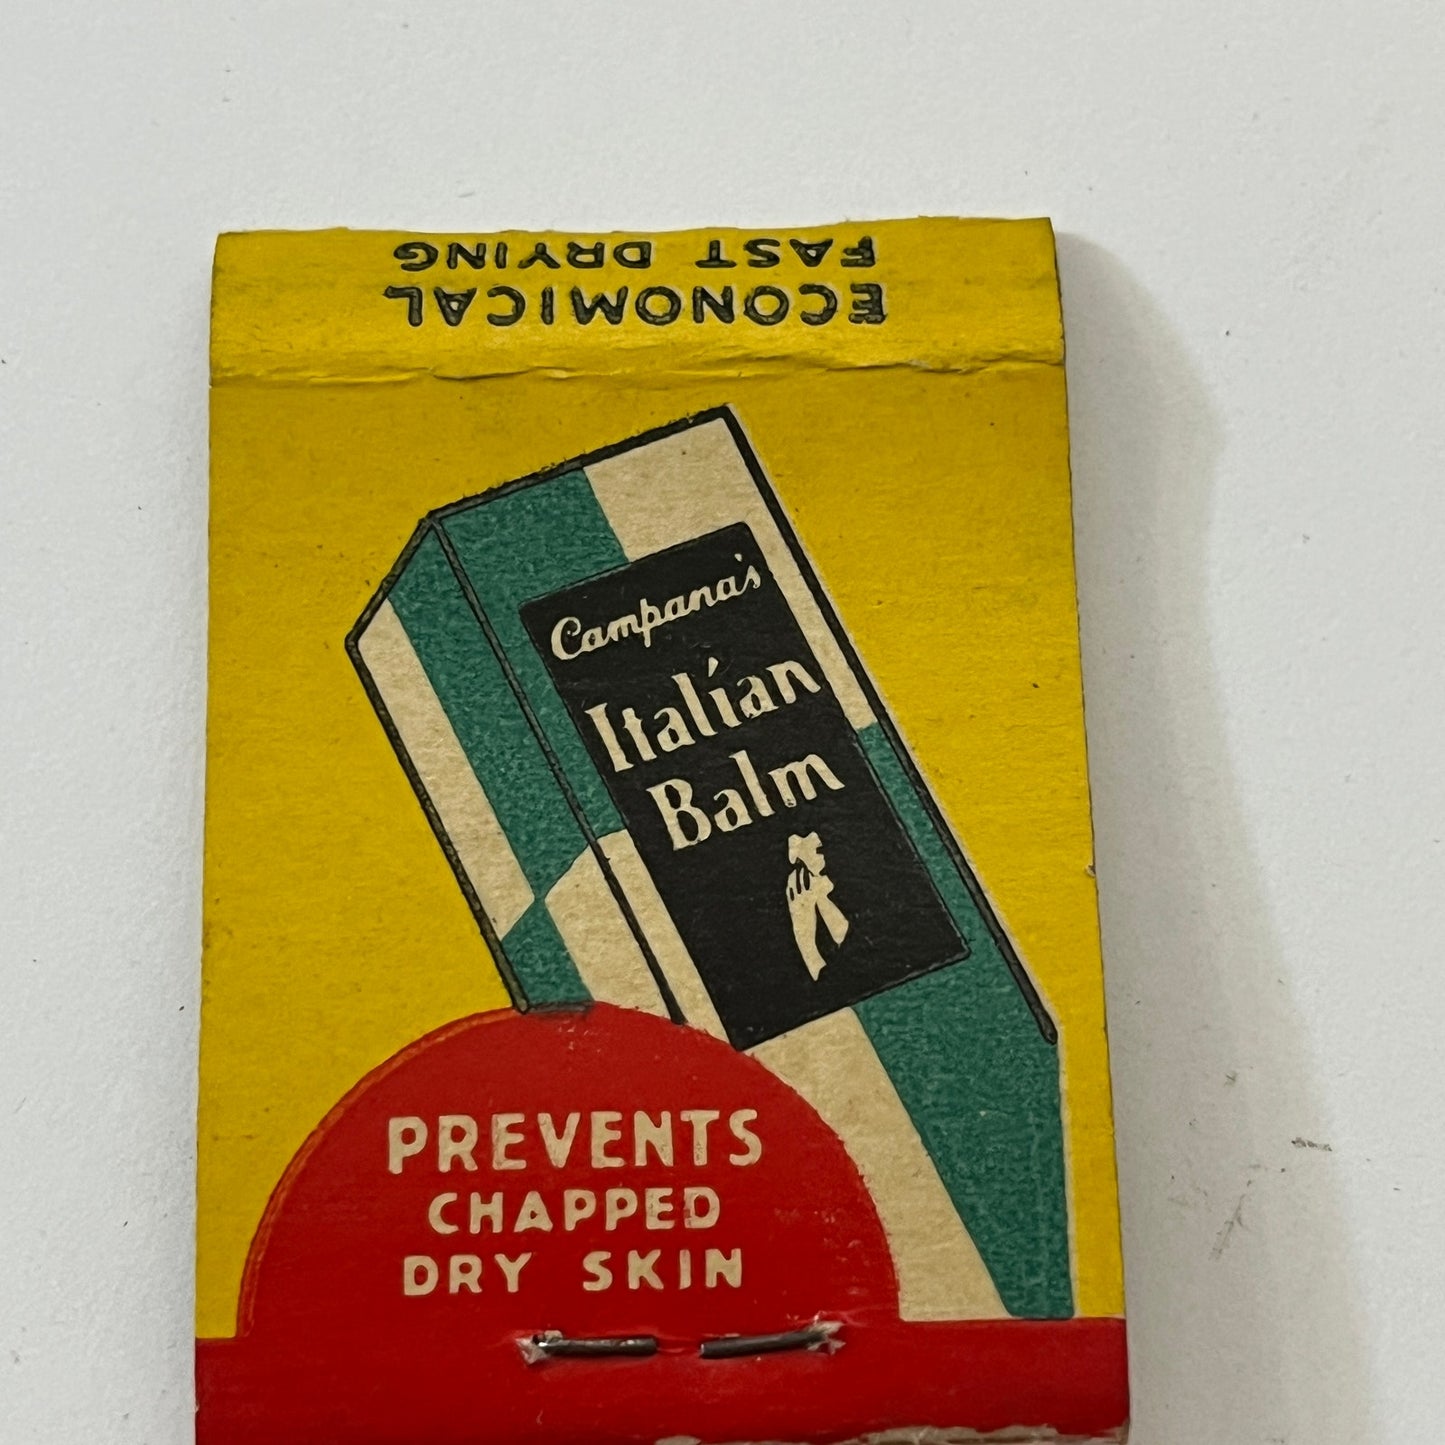 ECONOMICAL
FAST DRYING
Campana's
Italian
Balm
PREVENTS
CHAPPED
DRY SKIN